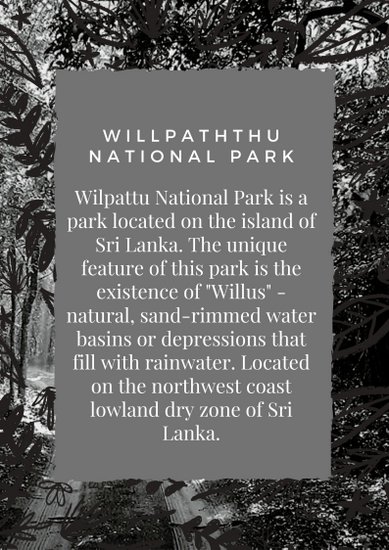 WILLPATHTHU
NATIONAL PARK
Wilpattu National Park is a
park located on the island of
Sri Lanka. The unique
feature of this park is the
existence of "Willus" -
natural, sand-rimmed water
basins or depressions that
fill with rainwater. Located
on the northwest coast
lowland dry zone of Sri
Lanka.